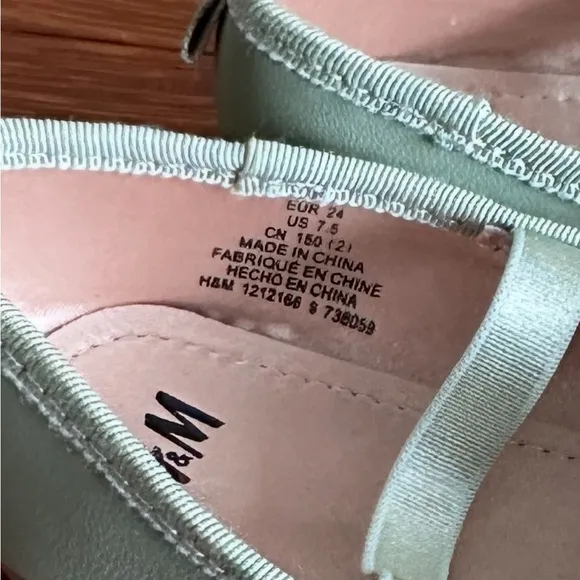 EUR 24
US 7.5
CN 150 (2)
MADE IN CHINA
FABRIQUÉ EN CHINE
HECHO EN CHINA
H&M 1212166 $ 738059
&M